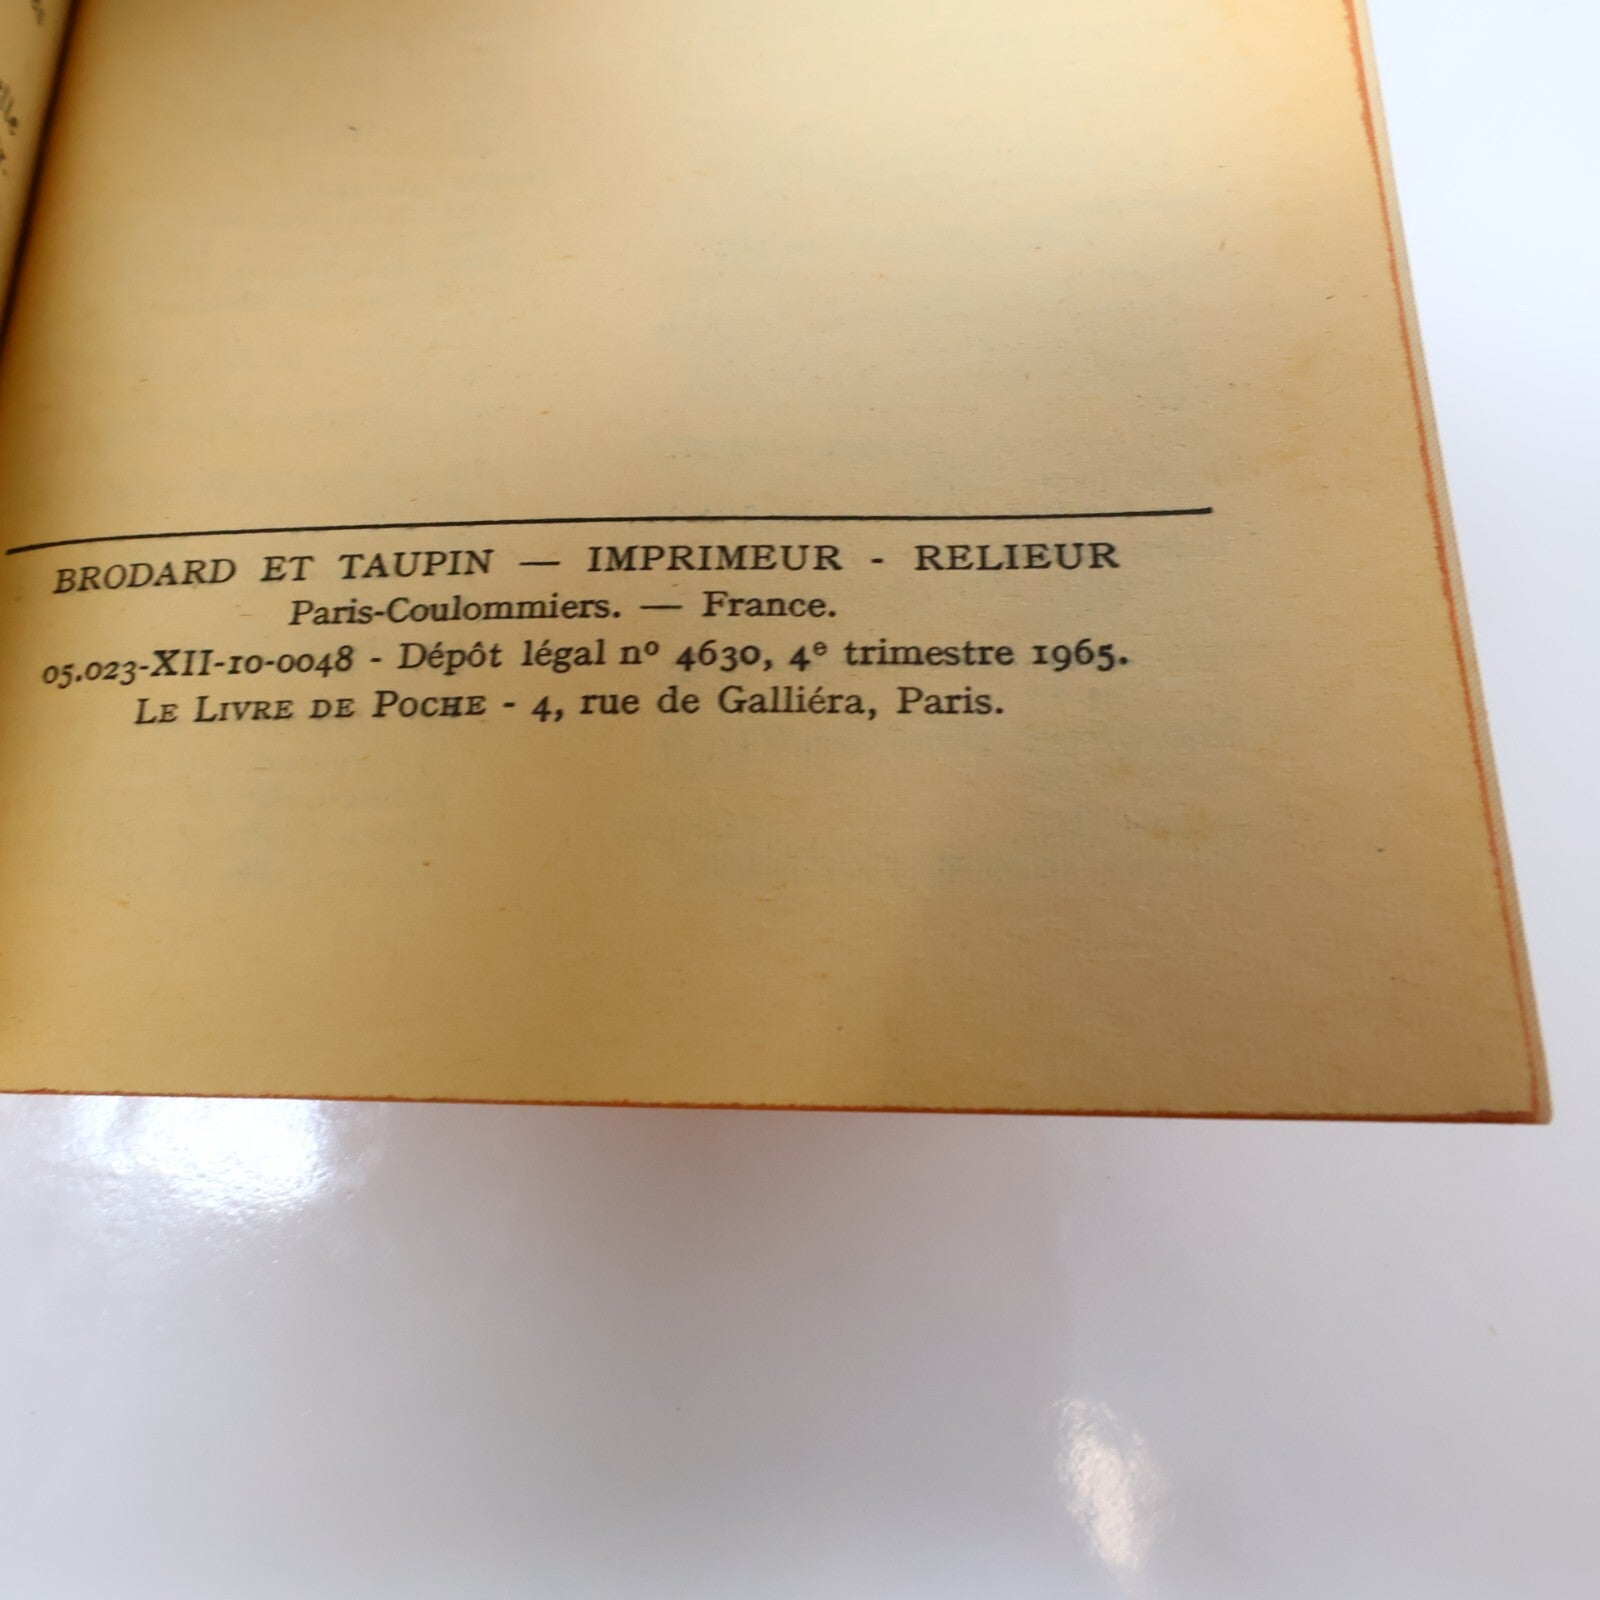 BRODARD ET TAUPIN — IMPRIMEUR - RELIEUR
Paris-Coulommiers. — France.
05.023-XII-10-0048 - Dépôt légal nº 4630, 4e trimestre 1965.
LE LIVRE DE POCHE - 4, rue de Galliéra, Paris.